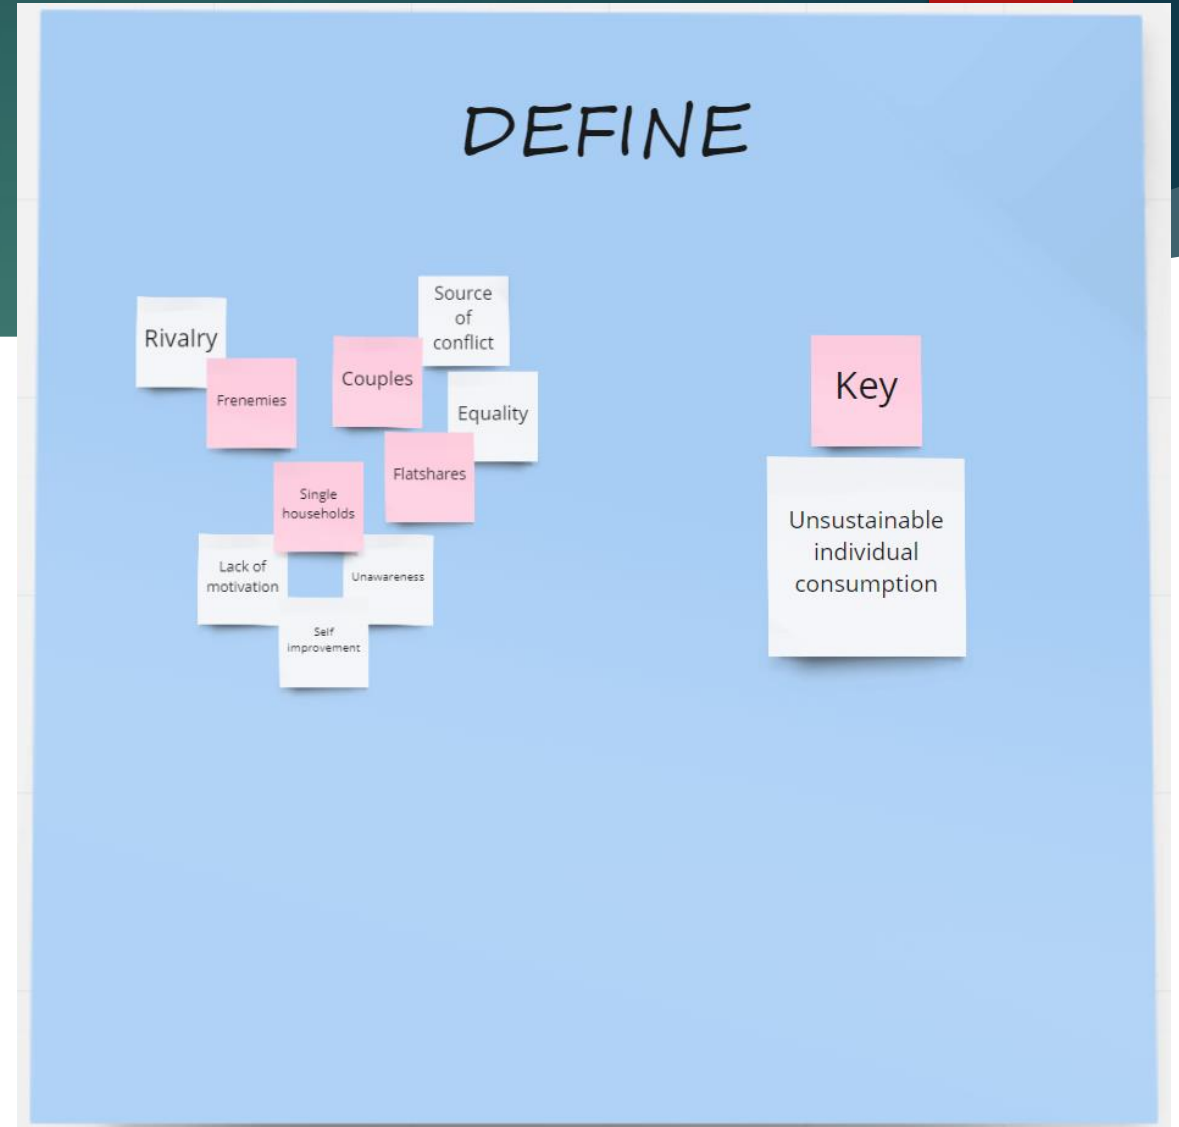 DEFINE
Rivalry
Frenemies
Couples
Source
of
conflict
Equality
Flatshares
Single
households
Lack of
motivation
Unawareness
Self
improvement
Key
Unsustainable
individual
consumption